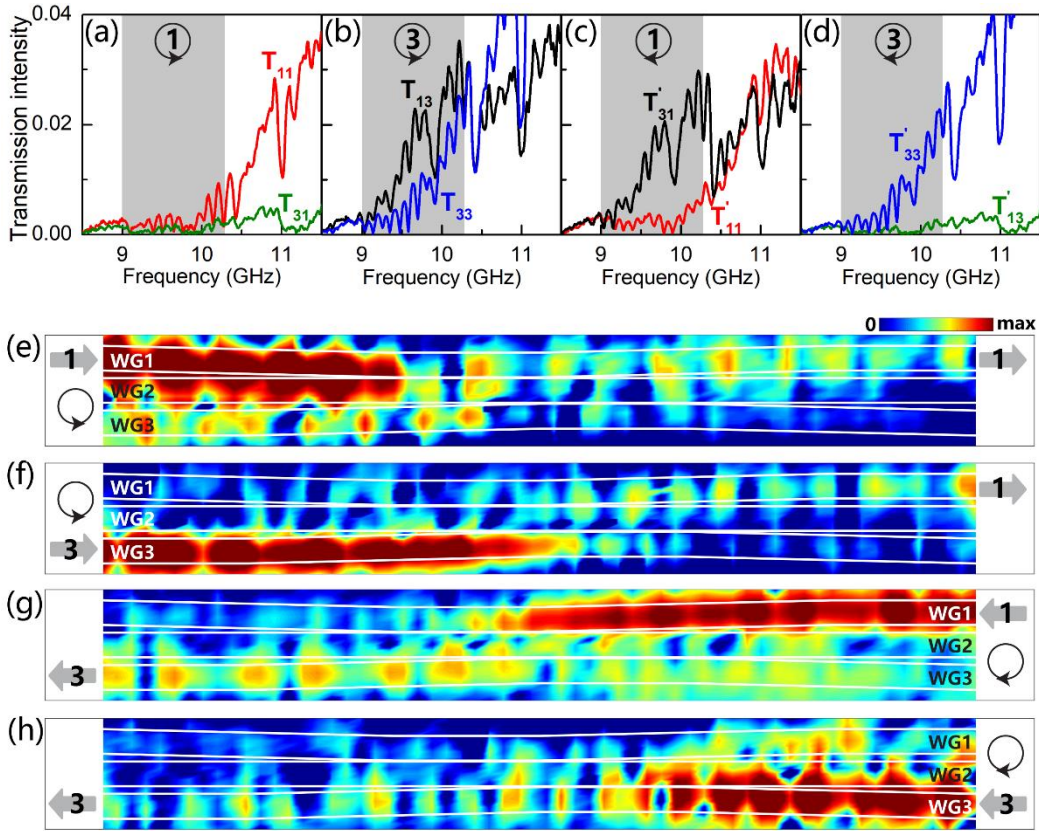 (a) 1 T11 T31
(b) 3 T13 T33
(c) 1 T'31 T'11
(d) 3 T'33 T'13
Transmission intensity
0.04
0.02
0.00
9 10 11
9 10 11
9 10 11
9 10 11
Frequency (GHz)
Frequency (GHz)
Frequency (GHz)
Frequency (GHz)
0 max
(e)
1 WG1 1
WG2
WG3
(f)
WG1 1
WG2
3 WG3
(g)
WG1 1
WG2
3 WG3
(h)
WG1
WG2
3 WG3 3